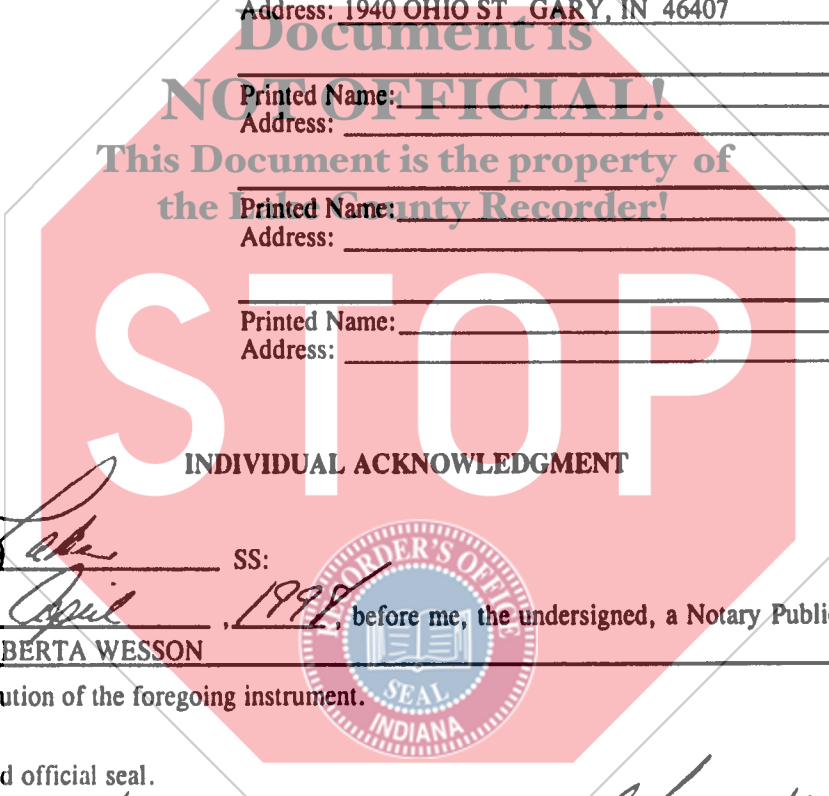 Address: 1940 OHIO ST GARY, IN 46407
Document is
NOT OFFICIAL!
Printed Name:
Address:
This Document is the property of
the Lake County Recorder!
Printed Name:
Address:
Printed Name:
Address:
STOP
INDIVIDUAL ACKNOWLEDGMENT
Lake SS:
April , 1998, before me, the undersigned, a Notary Public
BERTA WESSON
ution of the foregoing instrument.
RECORDER'S OFFICE
SEAL
INDIANA
d official seal.